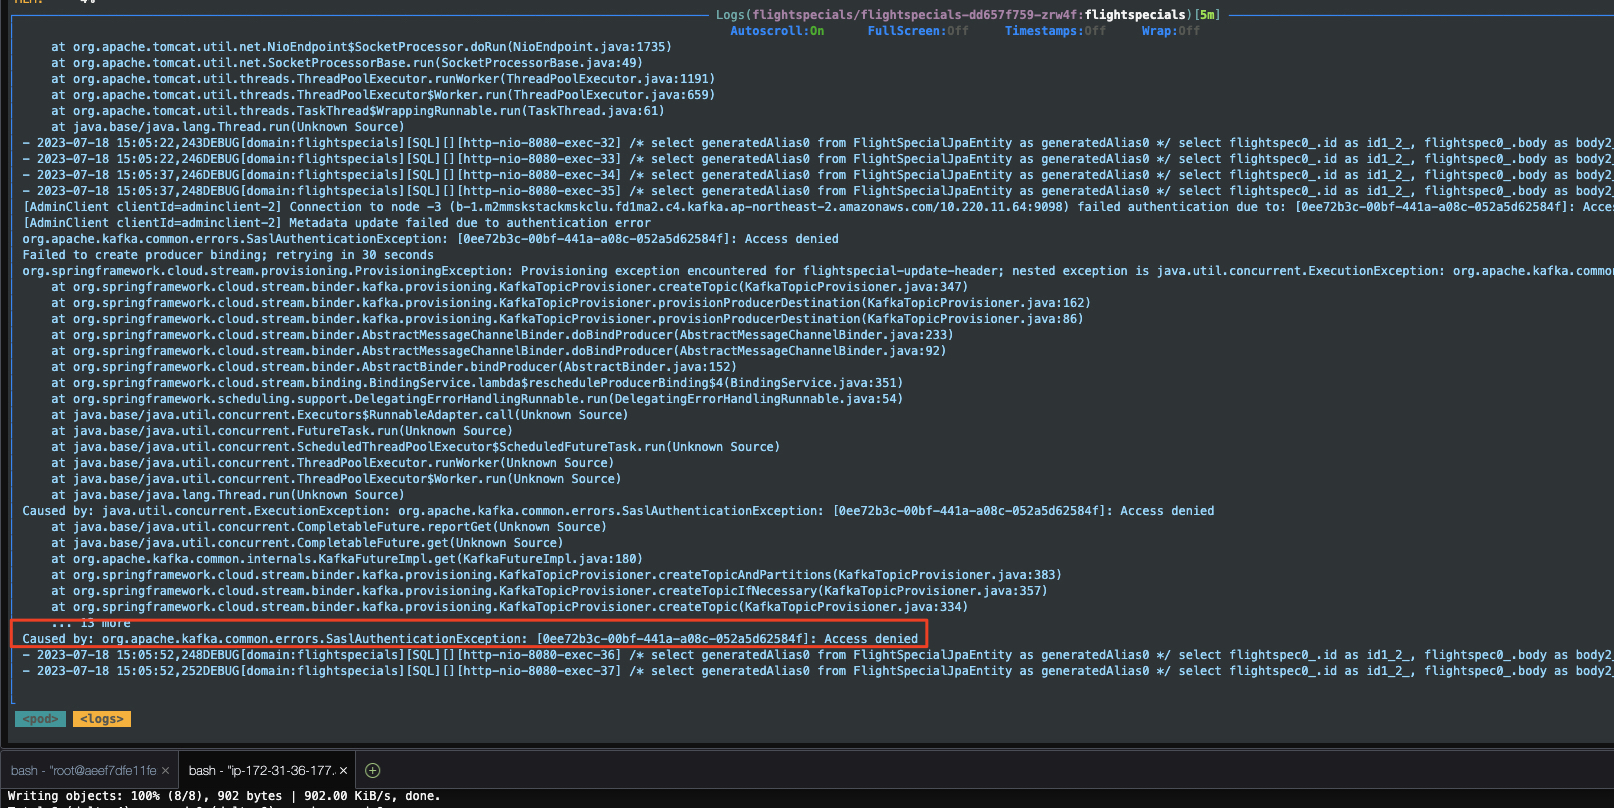 Logs(flightspecials/flightspecials-dd657f759-zrw4f:flightspecials)[5m]
Autoscroll:On FullScreen:Off Timestamps:Off Wrap:Off
at org.apache.tomcat.util.net.NioEndpoint$SocketProcessor.doRun(NioEndpoint.java:1735)
at org.apache.tomcat.util.net.SocketProcessorBase.run(SocketProcessorBase.java:49)
at org.apache.tomcat.util.threads.ThreadPoolExecutor.runWorker(ThreadPoolExecutor.java:1191)
at org.apache.tomcat.util.threads.ThreadPoolExecutor$Worker.run(ThreadPoolExecutor.java:659)
at org.apache.tomcat.util.threads.TaskThread$WrappingRunnable.run(TaskThread.java:61)
at java.base/java.lang.Thread.run(Unknown Source)
- 2023-07-18 15:05:22,243DEBUG[domain:flightspecials][SQL][][http-nio-8080-exec-32] /* select generatedAlias0 from FlightSpecialJpaEntity as generatedAlias0 */ select flightspec0_.id as id1_2_, flightspec0_.body as body2_
- 2023-07-18 15:05:22,246DEBUG[domain:flightspecials][SQL][][http-nio-8080-exec-33] /* select generatedAlias0 from FlightSpecialJpaEntity as generatedAlias0 */ select flightspec0_.id as id1_2_, flightspec0_.body as body2_
- 2023-07-18 15:05:37,246DEBUG[domain:flightspecials][SQL][][http-nio-8080-exec-34] /* select generatedAlias0 from FlightSpecialJpaEntity as generatedAlias0 */ select flightspec0_.id as id1_2_, flightspec0_.body as body2_
- 2023-07-18 15:05:37,248DEBUG[domain:flightspecials][SQL][][http-nio-8080-exec-35] /* select generatedAlias0 from FlightSpecialJpaEntity as generatedAlias0 */ select flightspec0_.id as id1_2_, flightspec0_.body as body2_
[AdminClient clientId=adminclient-2] Connection to node -3 (b-1.m2mmskstackmskclu.fd1ma2.c4.kafka.ap-northeast-2.amazonaws.com/10.220.11.64:9098) failed authentication due to: [0ee72b3c-00bf-441a-a08c-052a5d62584f]: Acce
[AdminClient clientId=adminclient-2] Metadata update failed due to authentication error
org.apache.kafka.common.errors.SaslAuthenticationException: [0ee72b3c-00bf-441a-a08c-052a5d62584f]: Access denied
Failed to create producer binding; retrying in 30 seconds
org.springframework.cloud.stream.provisioning.ProvisioningException: Provisioning exception encountered for flightspecial-update-header; nested exception is java.util.concurrent.ExecutionException: org.apache.kafka.commo
at org.springframework.cloud.stream.binder.kafka.provisioning.KafkaTopicProvisioner.createTopic(KafkaTopicProvisioner.java:347)
at org.springframework.cloud.stream.binder.kafka.provisioning.KafkaTopicProvisioner.provisionProducerDestination(KafkaTopicProvisioner.java:162)
at org.springframework.cloud.stream.binder.kafka.provisioning.KafkaTopicProvisioner.provisionProducerDestination(KafkaTopicProvisioner.java:86)
at org.springframework.cloud.stream.binder.AbstractMessageChannelBinder.doBindProducer(AbstractMessageChannelBinder.java:233)
at org.springframework.cloud.stream.binder.AbstractMessageChannelBinder.doBindProducer(AbstractMessageChannelBinder.java:92)
at org.springframework.cloud.stream.binder.AbstractBinder.bindProducer(AbstractBinder.java:152)
at org.springframework.cloud.stream.binding.BindingService.lambda$rescheduleProducerBinding$4(BindingService.java:351)
at org.springframework.scheduling.support.DelegatingErrorHandlingRunnable.run(DelegatingErrorHandlingRunnable.java:54)
at java.base/java.util.concurrent.Executors$RunnableAdapter.call(Unknown Source)
at java.base/java.util.concurrent.FutureTask.run(Unknown Source)
at java.base/java.util.concurrent.ScheduledThreadPoolExecutor$ScheduledFutureTask.run(Unknown Source)
at java.base/java.util.concurrent.ThreadPoolExecutor.runWorker(Unknown Source)
at java.base/java.util.concurrent.ThreadPoolExecutor$Worker.run(Unknown Source)
at java.base/java.lang.Thread.run(Unknown Source)
Caused by: java.util.concurrent.ExecutionException: org.apache.kafka.common.errors.SaslAuthenticationException: [0ee72b3c-00bf-441a-a08c-052a5d62584f]: Access denied
at java.base/java.util.concurrent.CompletableFuture.reportGet(Unknown Source)
at java.base/java.util.concurrent.CompletableFuture.get(Unknown Source)
at org.apache.kafka.common.internals.KafkaFutureImpl.get(KafkaFutureImpl.java:180)
at org.springframework.cloud.stream.binder.kafka.provisioning.KafkaTopicProvisioner.createTopicAndPartitions(KafkaTopicProvisioner.java:383)
at org.springframework.cloud.stream.binder.kafka.provisioning.KafkaTopicProvisioner.createTopicIfNecessary(KafkaTopicProvisioner.java:357)
at org.springframework.cloud.stream.binder.kafka.provisioning.KafkaTopicProvisioner.createTopic(KafkaTopicProvisioner.java:334)
... 13 more
Caused by: org.apache.kafka.common.errors.SaslAuthenticationException: [0ee72b3c-00bf-441a-a08c-052a5d62584f]: Access denied
- 2023-07-18 15:05:52,248DEBUG[domain:flightspecials][SQL][][http-nio-8080-exec-36] /* select generatedAlias0 from FlightSpecialJpaEntity as generatedAlias0 */ select flightspec0_.id as id1_2_, flightspec0_.body as body2_
- 2023-07-18 15:05:52,252DEBUG[domain:flightspecials][SQL][][http-nio-8080-exec-37] /* select generatedAlias0 from FlightSpecialJpaEntity as generatedAlias0 */ select flightspec0_.id as id1_2_, flightspec0_.body as body2_
<pod> <logs>
bash - "root@aeef7dfe11fe × bash - "ip-172-31-36-177. ×
Writing objects: 100% (8/8), 902 bytes | 902.00 KiB/s, done.